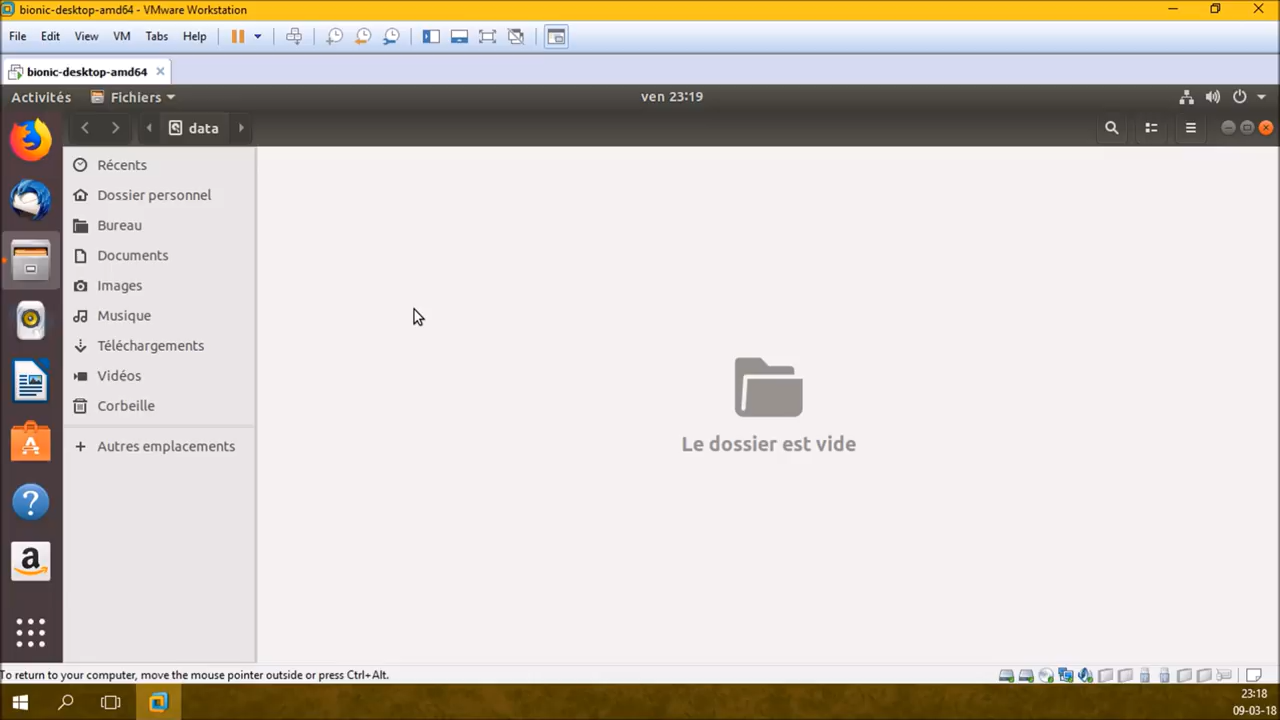 bionic-desktop-amd64 - VMware Workstation
File Edit View VM Tabs Help
bionic-desktop-amd64
Activités Fichiers ven 23:19
data
Récents
Dossier personnel
Bureau
Documents
Images
Musique
Téléchargements
Vidéos
Corbeille
Autres emplacements
Le dossier est vide
To return to your computer, move the mouse pointer outside or press Ctrl+Alt.
23:18
09-03-18